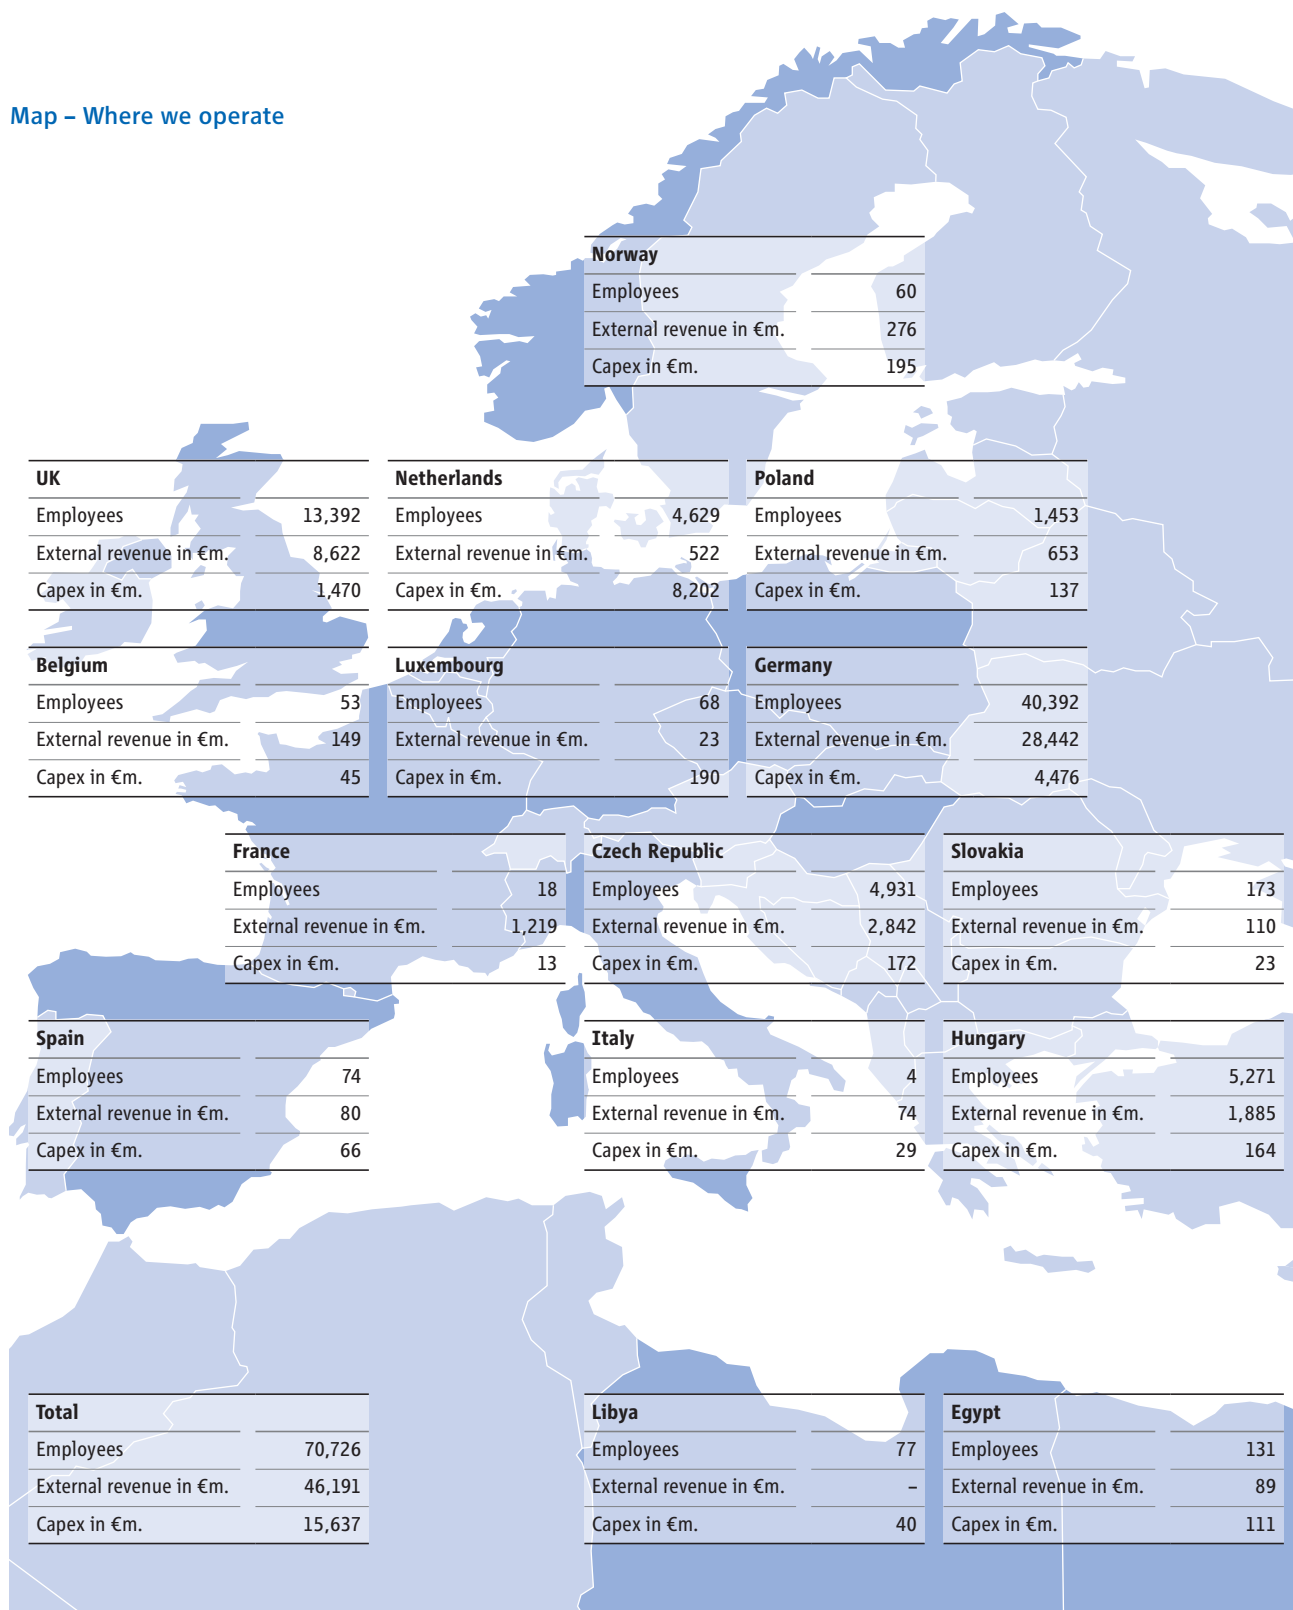 Map – Where we operate
Norway
Employees 60
External revenue in €m. 276
Capex in €m. 195
UK
Employees 13,392
External revenue in €m. 8,622
Capex in €m. 1,470
Netherlands
Employees 4,629
External revenue in €m. 522
Capex in €m. 8,202
Poland
Employees 1,453
External revenue in €m. 653
Capex in €m. 137
Belgium
Employees 53
External revenue in €m. 149
Capex in €m. 45
Luxembourg
Employees 68
External revenue in €m. 23
Capex in €m. 190
Germany
Employees 40,392
External revenue in €m. 28,442
Capex in €m. 4,476
France
Employees 18
External revenue in €m. 1,219
Capex in €m. 13
Czech Republic
Employees 4,931
External revenue in €m. 2,842
Capex in €m. 172
Slovakia
Employees 173
External revenue in €m. 110
Capex in €m. 23
Spain
Employees 74
External revenue in €m. 80
Capex in €m. 66
Italy
Employees 4
External revenue in €m. 74
Capex in €m. 29
Hungary
Employees 5,271
External revenue in €m. 1,885
Capex in €m. 164
Total
Employees 70,726
External revenue in €m. 46,191
Capex in €m. 15,637
Libya
Employees 77
External revenue in €m. –
Capex in €m. 40
Egypt
Employees 131
External revenue in €m. 89
Capex in €m. 111